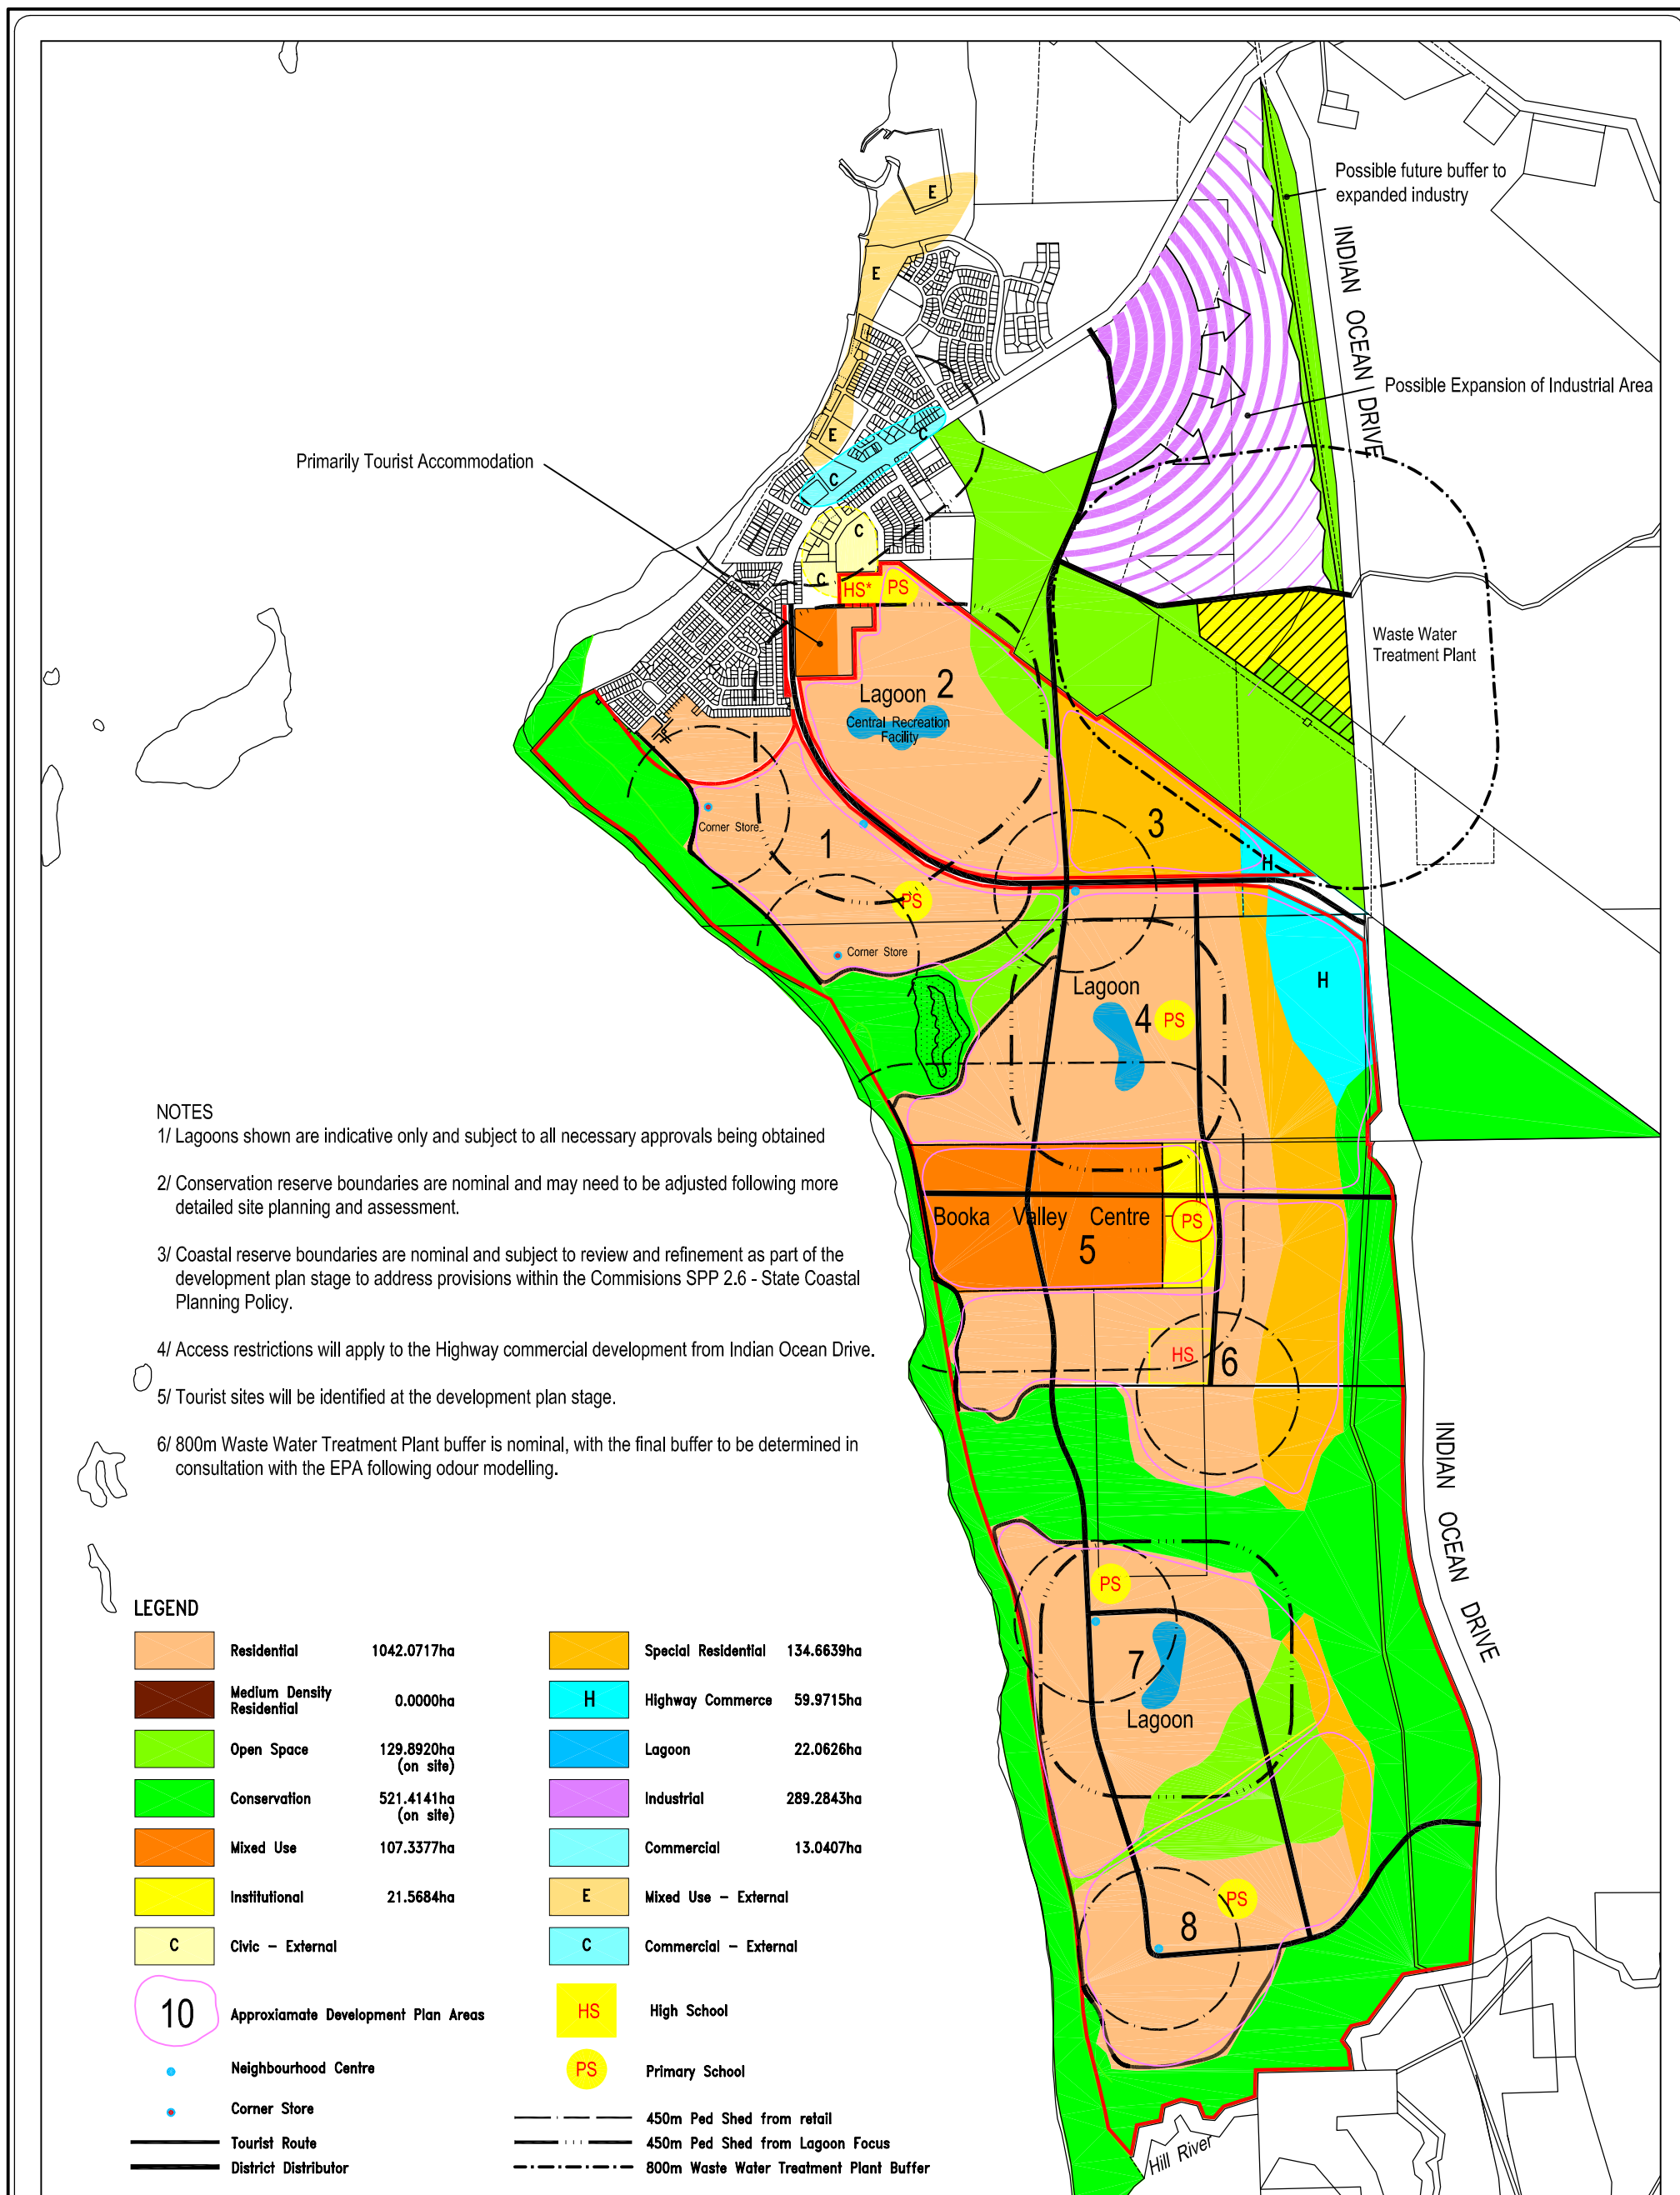 Possible future buffer to
expanded industry
E
INDIAN OCEAN DRIVE
E
Possible Expansion of Industrial Area
C
E
Primarily Tourist Accommodation
C
C
C
HS*
PS
Waste Water
Treatment Plant
Lagoon
2
Central Recreation
Facility
3
Corner Store
1
H
PS
Corner Store
H
Lagoon
4
PS
NOTES
1/ Lagoons shown are indicative only and subject to all necessary approvals being obtained
2/ Conservation reserve boundaries are nominal and may need to be adjusted following more
detailed site planning and assessment.
3/ Coastal reserve boundaries are nominal and subject to review and refinement as part of the
development plan stage to address provisions within the Commisions SPP 2.6 - State Coastal
Planning Policy.
4/ Access restrictions will apply to the Highway commercial development from Indian Ocean Drive.
5/ Tourist sites will be identified at the development plan stage.
6/ 800m Waste Water Treatment Plant buffer is nominal, with the final buffer to be determined in
consultation with the EPA following odour modelling.
Booka Valley Centre
PS
5
HS
6
INDIAN OCEAN DRIVE
PS
7
Lagoon
PS
8
Hill River
LEGEND
Residential 1042.0717ha
Medium Density
Residential 0.0000ha
Open Space 129.8920ha
(on site)
Conservation 521.4141ha
(on site)
Mixed Use 107.3377ha
Institutional 21.5684ha
C Civic - External
10 Approxiamate Development Plan Areas
Neighbourhood Centre
Corner Store
Tourist Route
District Distributor
Special Residential 134.6639ha
H Highway Commerce 59.9715ha
Lagoon 22.0626ha
Industrial 289.2843ha
Commercial 13.0407ha
E Mixed Use - External
C Commercial - External
HS High School
PS Primary School
450m Ped Shed from retail
450m Ped Shed from Lagoon Focus
800m Waste Water Treatment Plant Buffer